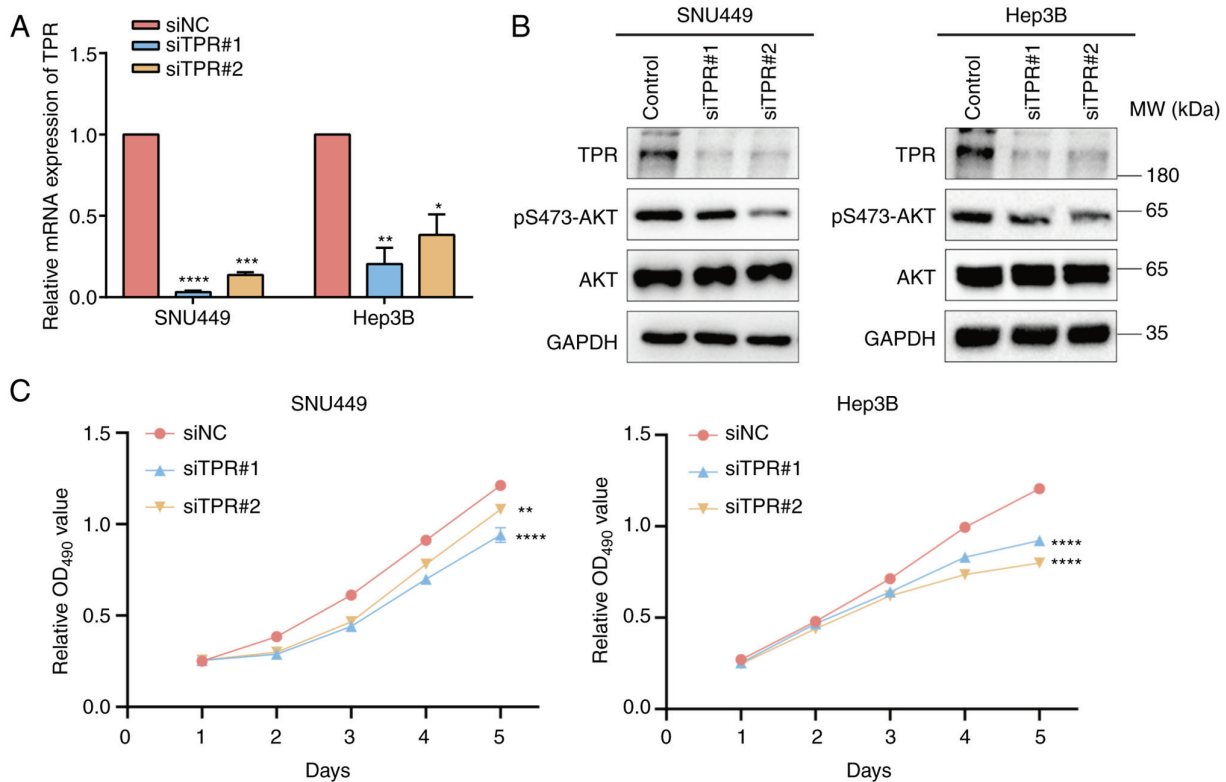 A
siNC
siTPR#1
siTPR#2
Relative mRNA expression of TPR
1.5
1.0
0.5
0.0
****
***
**
*
SNU449
Hep3B
B
SNU449
Hep3B
Control
siTPR#1
siTPR#2
Control
siTPR#1
siTPR#2
MW (kDa)
TPR
TPR
180
pS473-AKT
pS473-AKT
65
AKT
AKT
65
GAPDH
GAPDH
35
C
SNU449
siNC
siTPR#1
siTPR#2
Relative OD490 value
1.5
1.0
0.5
0.0
**
****
0 1 2 3 4 5
Days
Hep3B
siNC
siTPR#1
siTPR#2
Relative OD490 value
1.5
1.0
0.5
0.0
****
****
0 1 2 3 4 5
Days